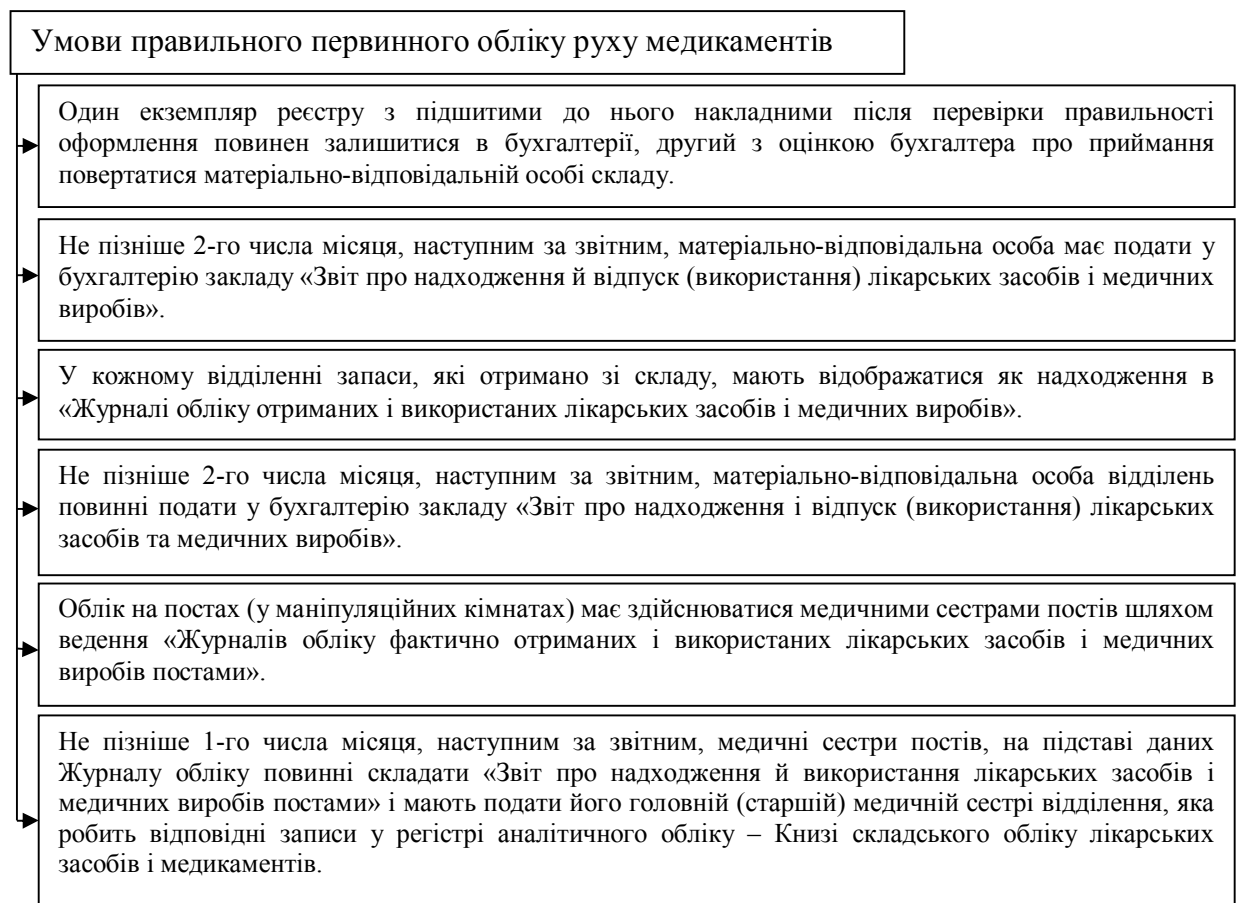 Умови правильного первинного обліку руху медикаментів
Один екземпляр реєстру з підшитими до нього накладними після перевірки правильності
оформлення повинен залишитися в бухгалтерії, другий з оцінкою бухгалтера про приймання
повертатися матеріально-відповідальній особі складу.
Не пізніше 2-го числа місяця, наступним за звітним, матеріально-відповідальна особа має подати у
бухгалтерію закладу «Звіт про надходження й відпуск (використання) лікарських засобів і медичних
виробів».
У кожному відділенні запаси, які отримано зі складу, мають відображатися як надходження в
«Журналі обліку отриманих і використаних лікарських засобів і медичних виробів».
Не пізніше 2-го числа місяця, наступним за звітним, матеріально-відповідальна особа відділень
повинні подати у бухгалтерію закладу «Звіт про надходження і відпуск (використання) лікарських
засобів та медичних виробів».
Облік на постах (у маніпуляційних кімнатах) має здійснюватися медичними сестрами постів шляхом
ведення «Журналів обліку фактично отриманих і використаних лікарських засобів і медичних
виробів постами».
Не пізніше 1-го числа місяця, наступним за звітним, медичні сестри постів, на підставі даних
Журналу обліку повинні складати «Звіт про надходження й використання лікарських засобів і
медичних виробів постами» і мають подати його головній (старшій) медичній сестрі відділення, яка
робить відповідні записи у регістрі аналітичного обліку – Книзі складського обліку лікарських
засобів і медикаментів.